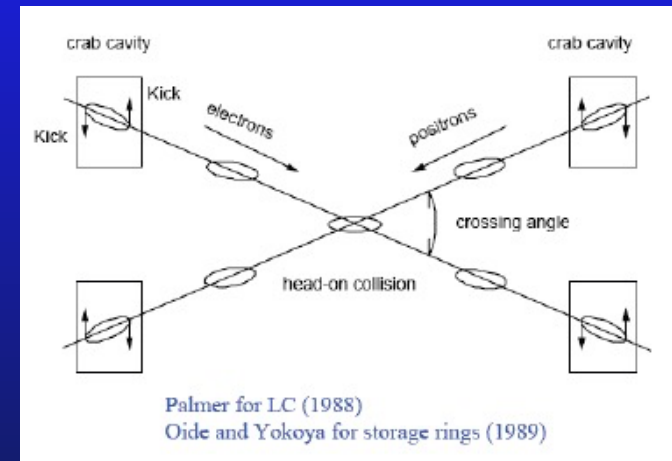 crab cavity
crab cavity
Kick
Kick
electrons
positrons
crossing angle
head-on collision
Palmer for LC (1988)
Oide and Yokoya for storage rings (1989)